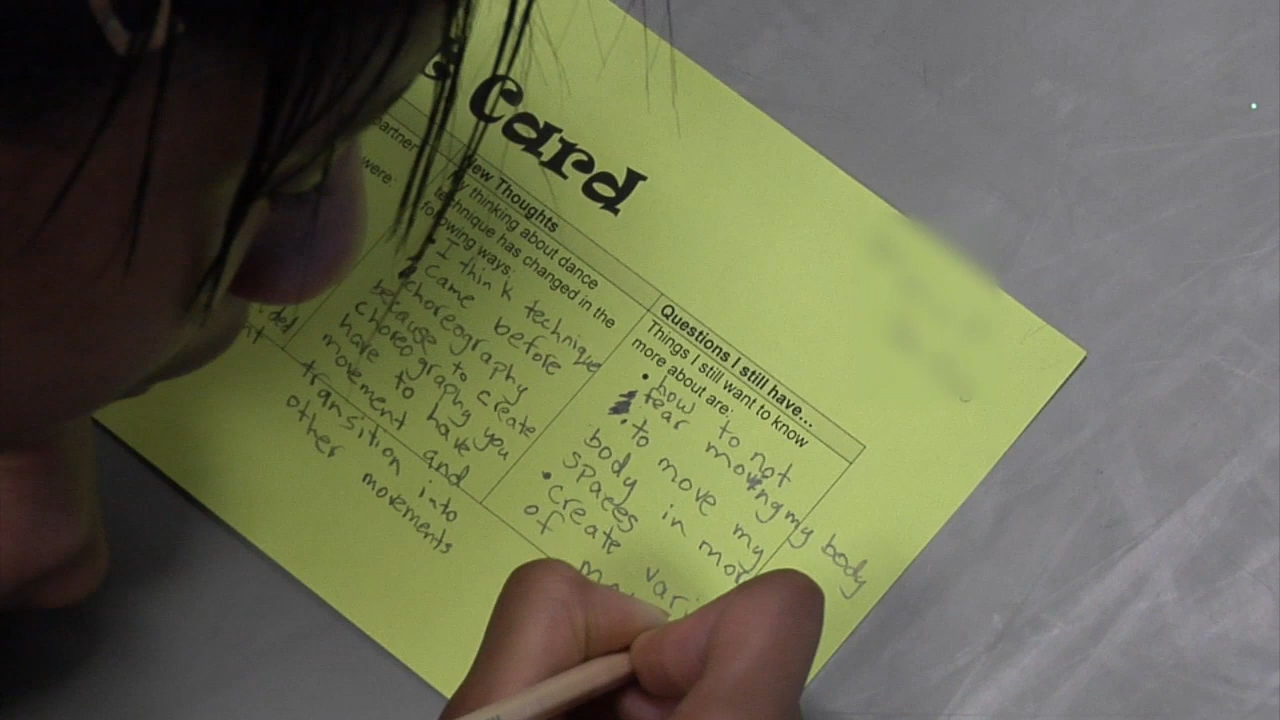 Card
partner
were:
New Thoughts
My thinking about dance
technique has changed in the
following ways:
• I think technique
came before
choreography
because to create
choreography you
have to have
movement and
transition into
other movements
Questions I still have...
Things I still want to know
more about are:
• how to not
fear moving my body
• to move my
body in more
spaces
• create
of